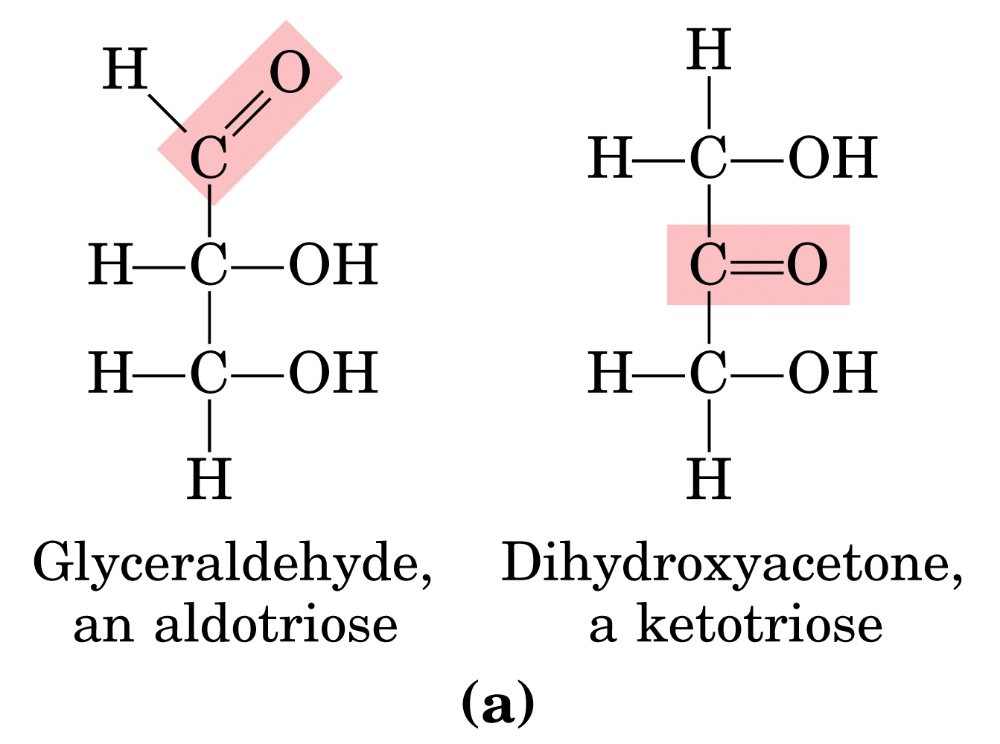 H O
C
H C OH
H C OH
H
Glyceraldehyde,
an aldotriose
H
H C OH
C O
H C OH
H
Dihydroxyacetone,
a ketotriose
(a)